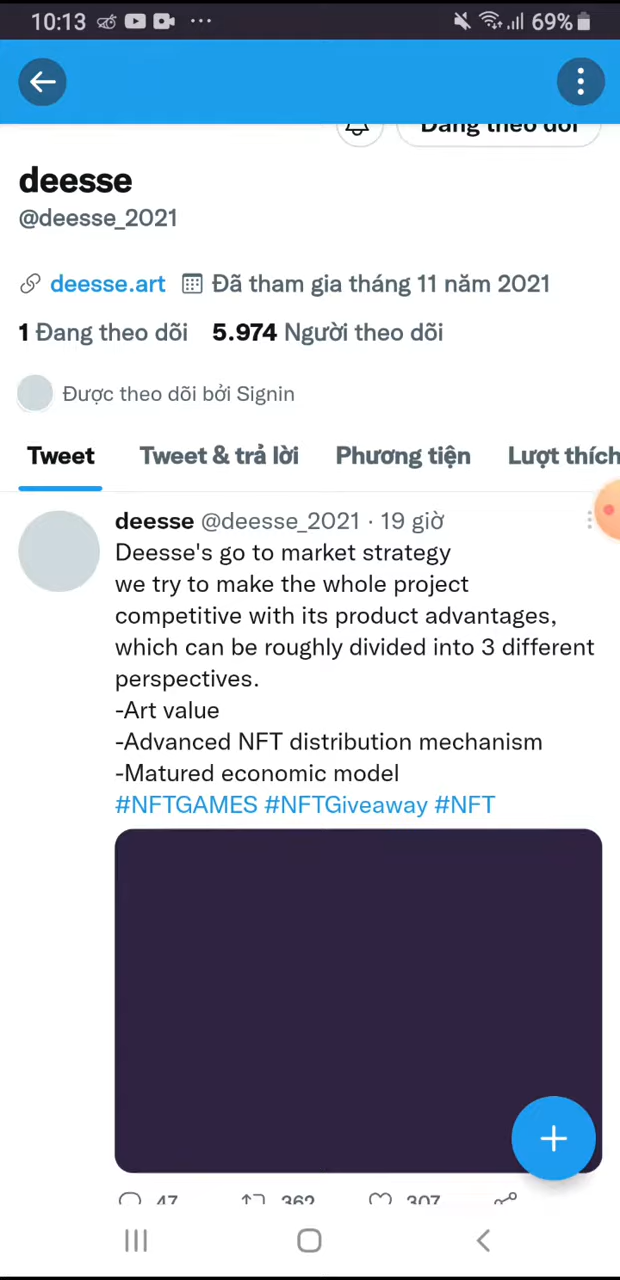 10:13 69%
Đang theo dõi
deesse
@deesse_2021
deesse.art Đã tham gia tháng 11 năm 2021
1 Đang theo dõi 5.974 Người theo dõi
Được theo dõi bởi Signin
Tweet Tweet & trả lời Phương tiện Lượt thích
deesse @deesse_2021 · 19 giờ
Deesse's go to market strategy
we try to make the whole project
competitive with its product advantages,
which can be roughly divided into 3 different
perspectives.
-Art value
-Advanced NFT distribution mechanism
-Matured economic model
#NFTGAMES #NFTGiveaway #NFT
47 362 307